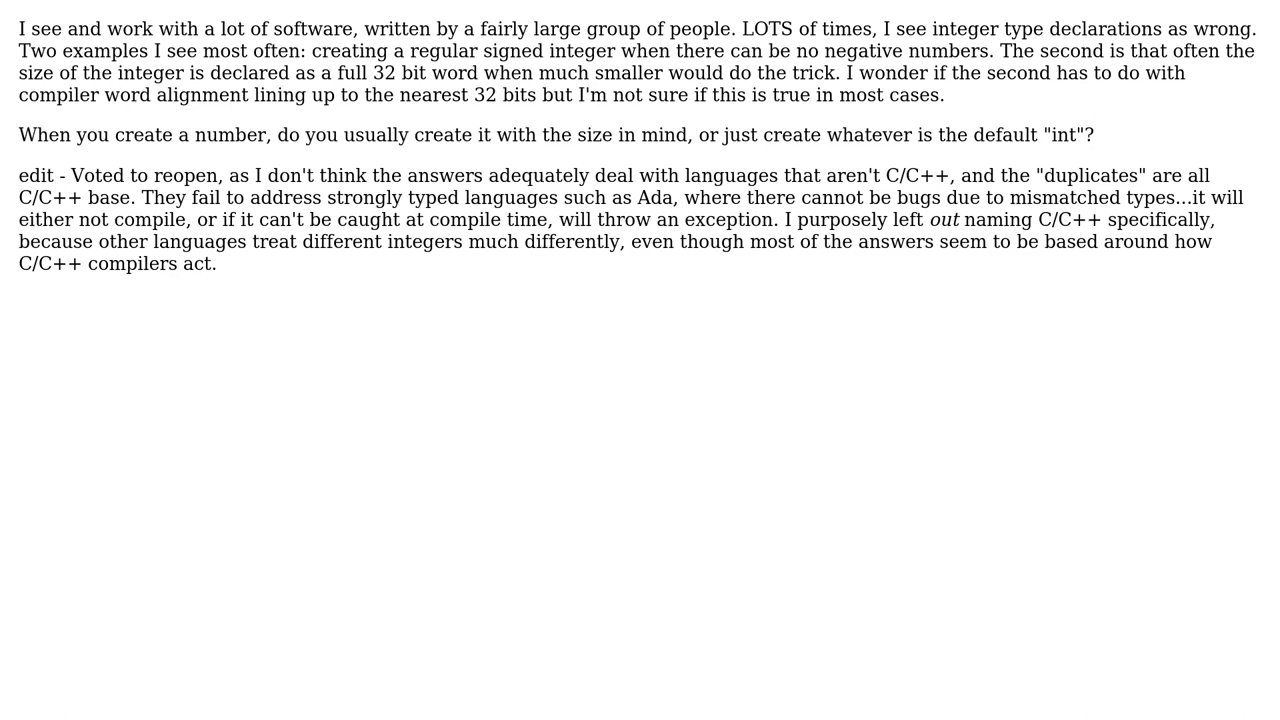 I see and work with a lot of software, written by a fairly large group of people. LOTS of times, I see integer type declarations as wrong.
Two examples I see most often: creating a regular signed integer when there can be no negative numbers. The second is that often the
size of the integer is declared as a full 32 bit word when much smaller would do the trick. I wonder if the second has to do with
compiler word alignment lining up to the nearest 32 bits but I'm not sure if this is true in most cases.
When you create a number, do you usually create it with the size in mind, or just create whatever is the default "int"?
edit - Voted to reopen, as I don't think the answers adequately deal with languages that aren't C/C++, and the "duplicates" are all
C/C++ base. They fail to address strongly typed languages such as Ada, where there cannot be bugs due to mismatched types...it will
either not compile, or if it can't be caught at compile time, will throw an exception. I purposely left out naming C/C++ specifically,
because other languages treat different integers much differently, even though most of the answers seem to be based around how
C/C++ compilers act.